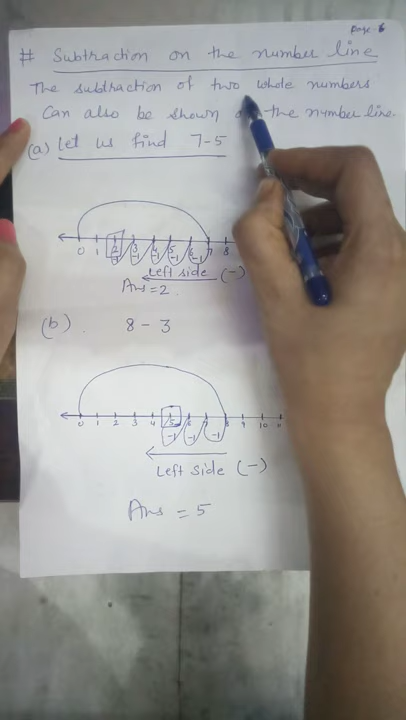 Page-6
# Subtraction on the number line
The subtraction of two whole numbers
Can also be shown the number line.
(a) Let us find 7-5
0 1 2 3 4 5 6 7 8
-1 -1 -1 -1 -1
Left side (-)
Ans=2.
(b). 8-3
0 1 2 3 4 5 6 7 8 9 10 11
-1 -1 -1
Left side (-)
Ans = 5